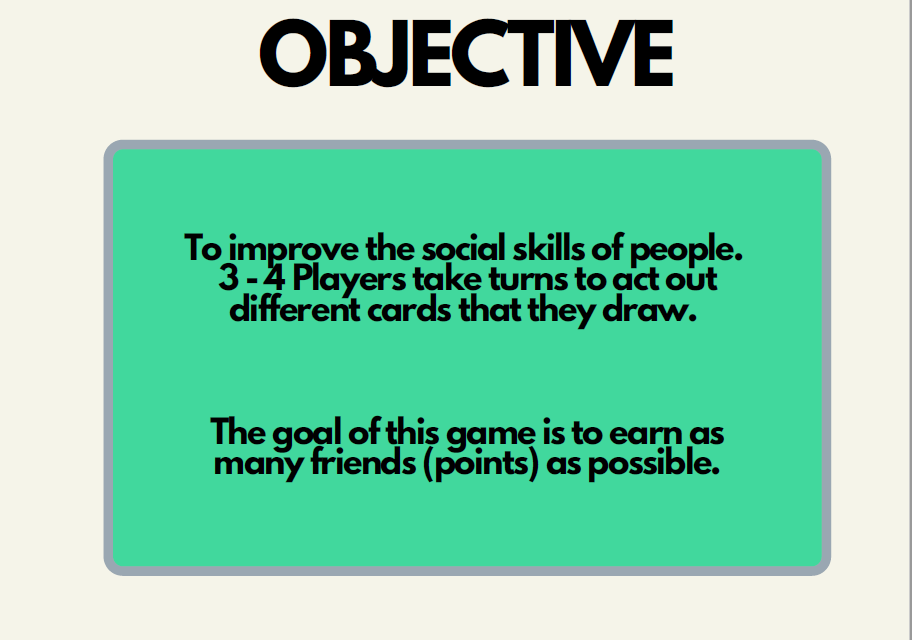 OBJECTIVE
To improve the social skills of people.
3 - 4 Players take turns to act out
different cards that they draw.
The goal of this game is to earn as
many friends (points) as possible.